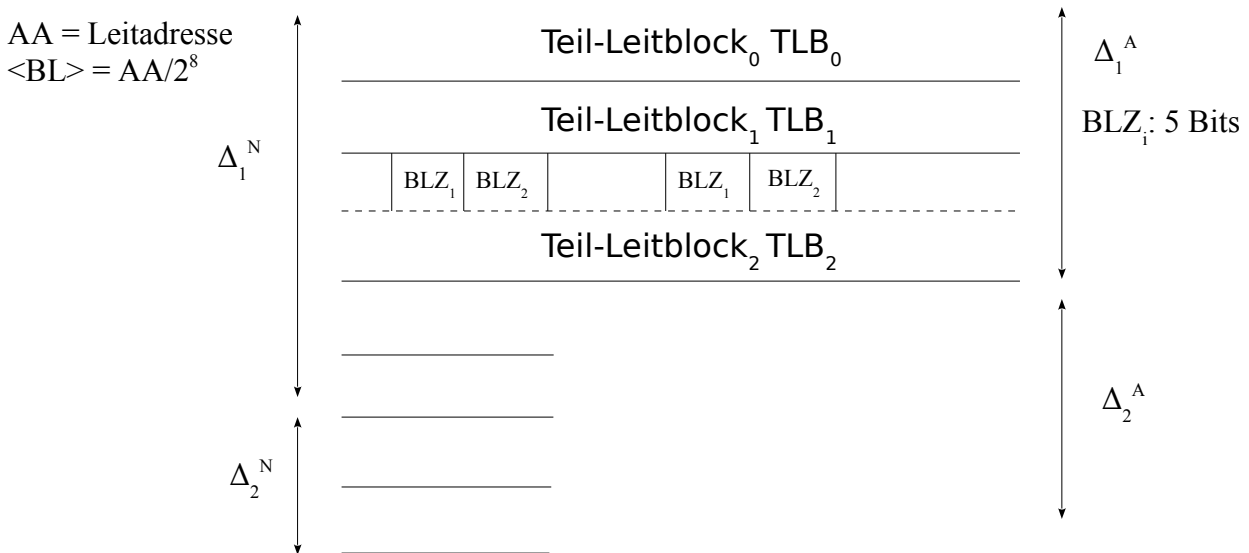 AA = Leitadresse
<BL> = AA/2⁸
Teil-Leitblock₀ TLB₀
Δ₁ᴬ
Teil-Leitblock₁ TLB₁
BLZᵢ: 5 Bits
Δ₁ᴺ
BLZ₁ BLZ₂ BLZ₁ BLZ₂
Teil-Leitblock₂ TLB₂
Δ₂ᴬ
Δ₂ᴺ